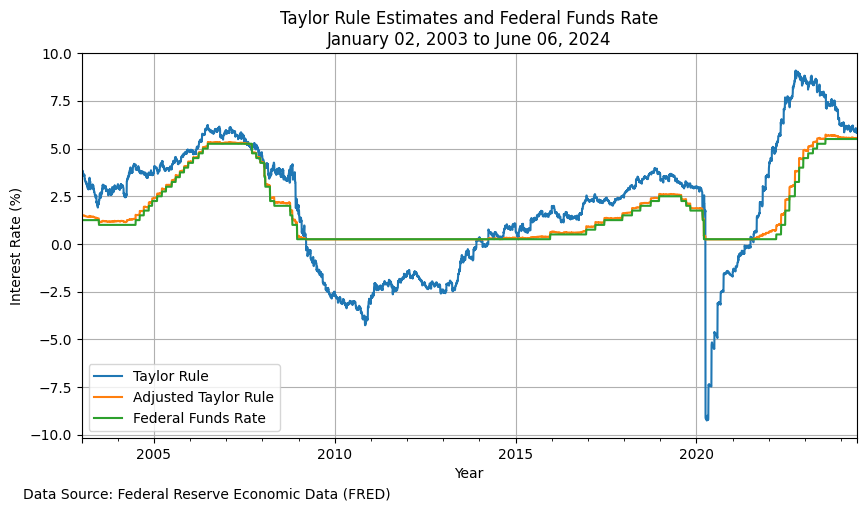 Taylor Rule Estimates and Federal Funds Rate
January 02, 2003 to June 06, 2024
Interest Rate (%)
10.0
7.5
5.0
2.5
0.0
−2.5
−5.0
−7.5
−10.0
Taylor Rule
Adjusted Taylor Rule
Federal Funds Rate
2005
2010
2015
2020
Year
Data Source: Federal Reserve Economic Data (FRED)